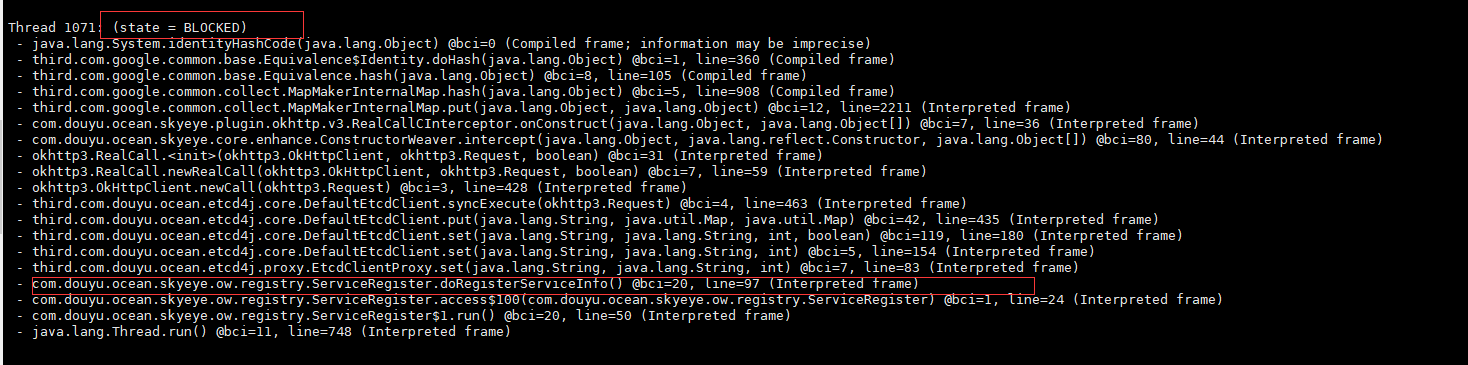 Thread 1071: (state = BLOCKED)
- java.lang.System.identityHashCode(java.lang.Object) @bci=0 (Compiled frame; information may be imprecise)
- third.com.google.common.base.Equivalence$Identity.doHash(java.lang.Object) @bci=1, line=360 (Compiled frame)
- third.com.google.common.base.Equivalence.hash(java.lang.Object) @bci=8, line=105 (Compiled frame)
- third.com.google.common.collect.MapMakerInternalMap.hash(java.lang.Object) @bci=5, line=908 (Compiled frame)
- third.com.google.common.collect.MapMakerInternalMap.put(java.lang.Object, java.lang.Object) @bci=12, line=2211 (Interpreted frame)
- com.douyu.ocean.skyeye.plugin.okhttp.v3.RealCallCInterceptor.onConstruct(java.lang.Object, java.lang.Object[]) @bci=7, line=36 (Interpreted frame)
- com.douyu.ocean.skyeye.core.enhance.ConstructorWeaver.intercept(java.lang.Object, java.lang.reflect.Constructor, java.lang.Object[]) @bci=80, line=44 (Interpreted frame)
- okhttp3.RealCall.<init>(okhttp3.OkHttpClient, okhttp3.Request, boolean) @bci=31 (Interpreted frame)
- okhttp3.RealCall.newRealCall(okhttp3.OkHttpClient, okhttp3.Request, boolean) @bci=7, line=59 (Interpreted frame)
- okhttp3.OkHttpClient.newCall(okhttp3.Request) @bci=3, line=428 (Interpreted frame)
- third.com.douyu.ocean.etcd4j.core.DefaultEtcdClient.syncExecute(okhttp3.Request) @bci=4, line=463 (Interpreted frame)
- third.com.douyu.ocean.etcd4j.core.DefaultEtcdClient.put(java.lang.String, java.util.Map, java.util.Map) @bci=42, line=435 (Interpreted frame)
- third.com.douyu.ocean.etcd4j.core.DefaultEtcdClient.set(java.lang.String, java.lang.String, int, boolean) @bci=119, line=180 (Interpreted frame)
- third.com.douyu.ocean.etcd4j.core.DefaultEtcdClient.set(java.lang.String, java.lang.String, int) @bci=5, line=154 (Interpreted frame)
- third.com.douyu.ocean.etcd4j.proxy.EtcdClientProxy.set(java.lang.String, java.lang.String, int) @bci=7, line=83 (Interpreted frame)
- com.douyu.ocean.skyeye.ow.registry.ServiceRegister.doRegisterServiceInfo() @bci=20, line=97 (Interpreted frame)
- com.douyu.ocean.skyeye.ow.registry.ServiceRegister.access$100(com.douyu.ocean.skyeye.ow.registry.ServiceRegister) @bci=1, line=24 (Interpreted frame)
- com.douyu.ocean.skyeye.ow.registry.ServiceRegister$1.run() @bci=20, line=50 (Interpreted frame)
- java.lang.Thread.run() @bci=11, line=748 (Interpreted frame)